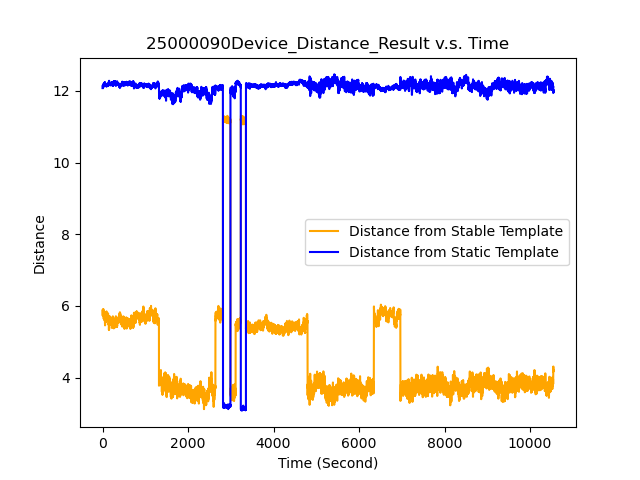 25000090Device_Distance_Result v.s. Time
12
10
8
6
4
Distance
Distance from Stable Template
Distance from Static Template
0
2000
4000
6000
8000
10000
Time (Second)